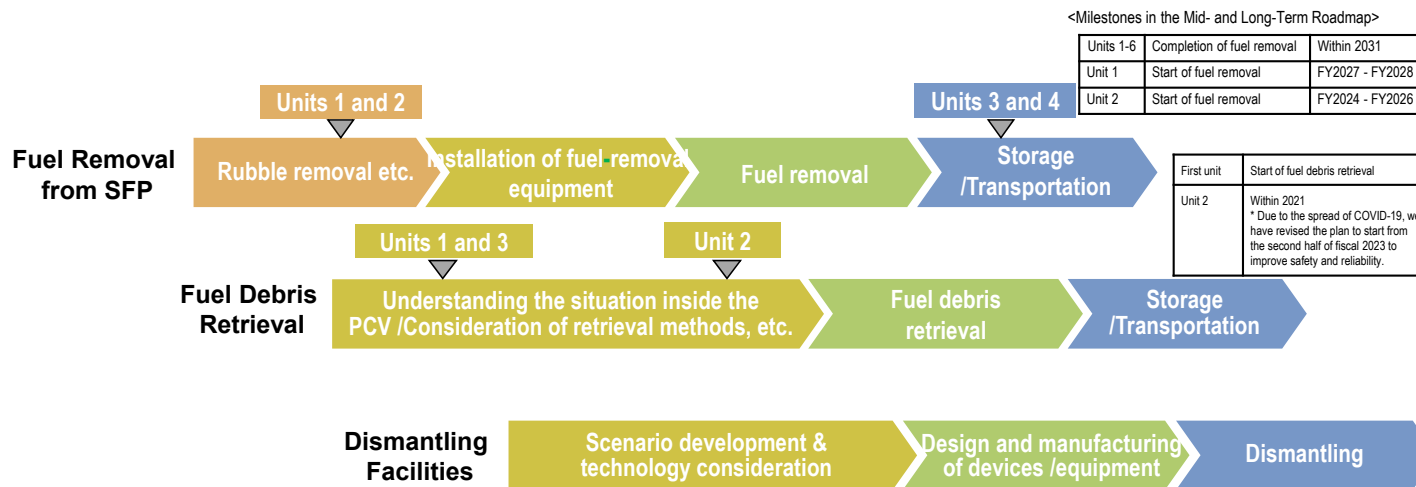 <Milestones in the Mid- and Long-Term Roadmap>
Units 1-6 Completion of fuel removal Within 2031
Unit 1 Start of fuel removal FY2027 - FY2028
Unit 2 Start of fuel removal FY2024 - FY2026
Units 1 and 2
Units 3 and 4
Fuel Removal
from SFP
Rubble removal etc.
Installation of fuel-removal
equipment
Fuel removal
Storage
/Transportation
First unit Start of fuel debris retrieval
Unit 2 Within 2021
* Due to the spread of COVID-19, we
have revised the plan to start from
the second half of fiscal 2023 to
improve safety and reliability.
Units 1 and 3
Unit 2
Fuel Debris
Retrieval
Understanding the situation inside the
PCV /Consideration of retrieval methods, etc.
Fuel debris
retrieval
Storage
/Transportation
Dismantling
Facilities
Scenario development &
technology consideration
Design and manufacturing
of devices /equipment
Dismantling